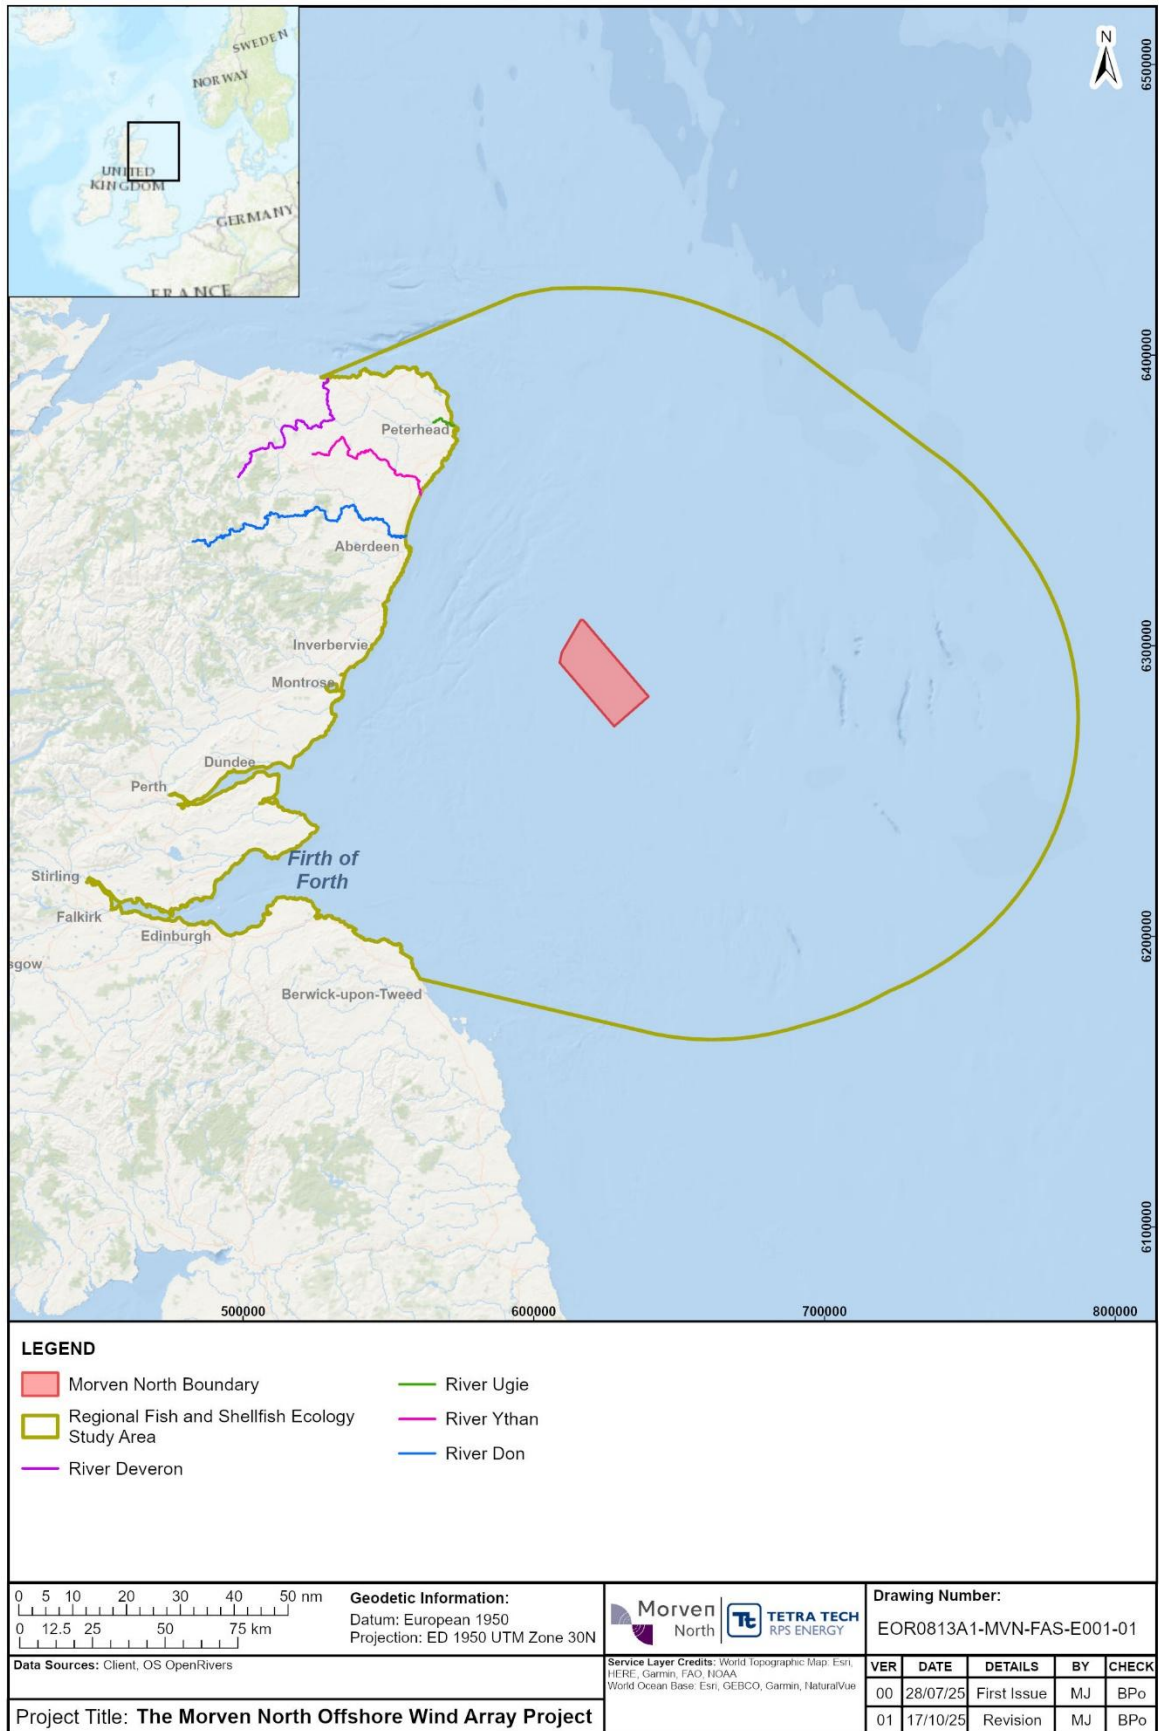 SWEDEN
NORWAY
UNITED
KINGDOM
GERMANY
FRANCE
N
6500000
6400000
Peterhead
Aberdeen
Inverbervie
6300000
Montrose
Dundee
Perth
Firth of
Forth
Stirling
Falkirk
Edinburgh
6200000
sgow
Berwick-upon-Tweed
6100000
500000 600000 700000 800000
LEGEND
Morven North Boundary
Regional Fish and Shellfish Ecology
Study Area
River Deveron
River Ugie
River Ythan
River Don
0 5 10 20 30 40 50 nm
0 12.5 25 50 75 km
Geodetic Information:
Datum: European 1950
Projection: ED 1950 UTM Zone 30N
Morven
North
Tt
TETRA TECH
RPS ENERGY
Drawing Number:
EOR0813A1-MVN-FAS-E001-01
Data Sources: Client, OS OpenRivers
Service Layer Credits: World Topographic Map: Esri,
HERE, Garmin, FAO, NOAA
World Ocean Base: Esri, GEBCO, Garmin, NaturalVue
VER DATE DETAILS BY CHECK
00 28/07/25 First Issue MJ BPo
01 17/10/25 Revision MJ BPo
Project Title: The Morven North Offshore Wind Array Project